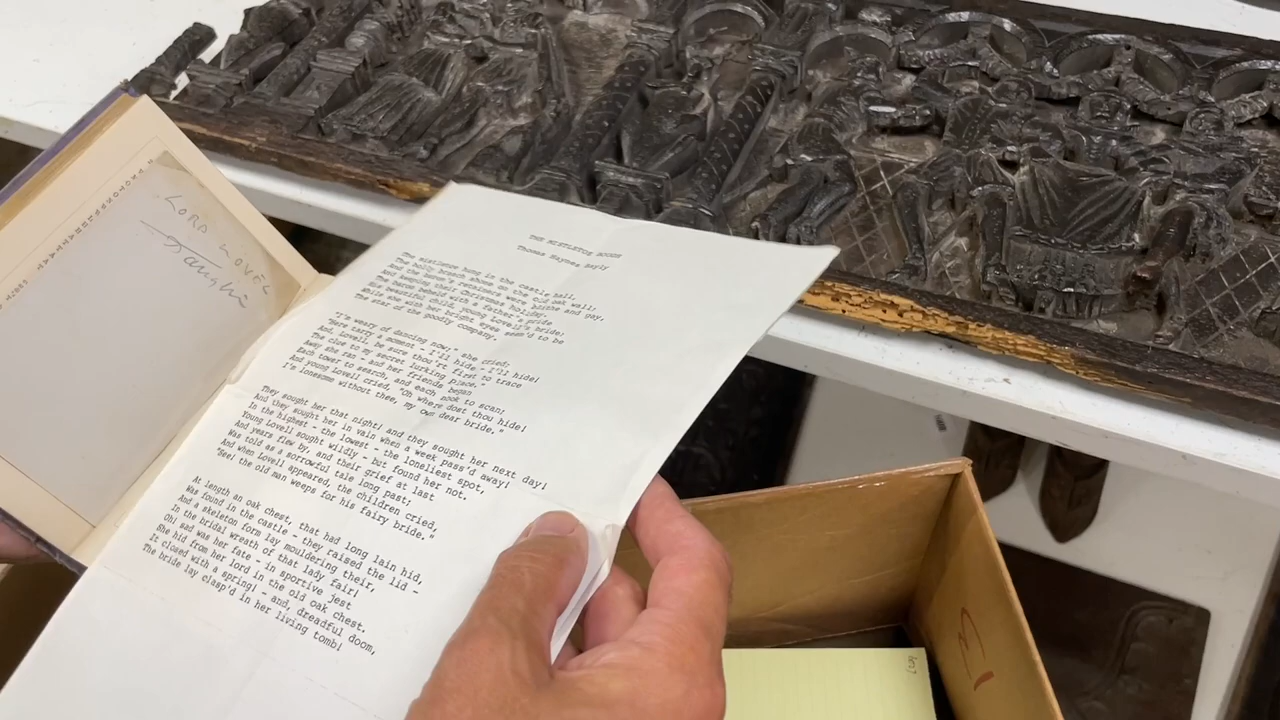 LORD LOVEL
THE MISTLETOE BOUGH
Thomas Haynes Bayly
The mistletoe hung in the castle hall,
The holly branch shone on the old oak wall;
And the baron's retainers were blithe and gay,
And keeping their Christmas holiday.
The baron beheld with a father's pride
His beautiful child, young Lovell's bride;
While she with her bright eyes seem'd to be
The star of the goodly company.
"I'm weary of dancing now," she cried;
"Here tarry a moment - I'll hide - I'll hide!
And, Lovell, be sure thou'rt first to trace
The clue to my secret lurking place."
Away she ran - and her friends began
Each tower to search, and each nook to scan;
And young Lovell cried, "Oh where dost thou hide!
I'm lonesome without thee, my own dear bride."
They sought her that night! and they sought her next day!
And they sought her in vain when a week pass'd away!
In the highest - the lowest - the loneliest spot,
Young Lovell sought wildly - but found her not.
And years flew by, and their grief at last
Was told as a sorrowful tale long past;
And when Lovell appeared, the children cried,
"See! the old man weeps for his fairy bride."
At length an oak chest, that had long lain hid,
Was found in the castle - they raised the lid -
And a skeleton form lay mouldering their,
In the bridal wreath of that lady fair!
Oh! sad was her fate - in sportive jest
She hid from her lord in the old oak chest.
It closed with a spring! - and, dreadful doom,
The bride lay clasp'd in her living tomb!
13